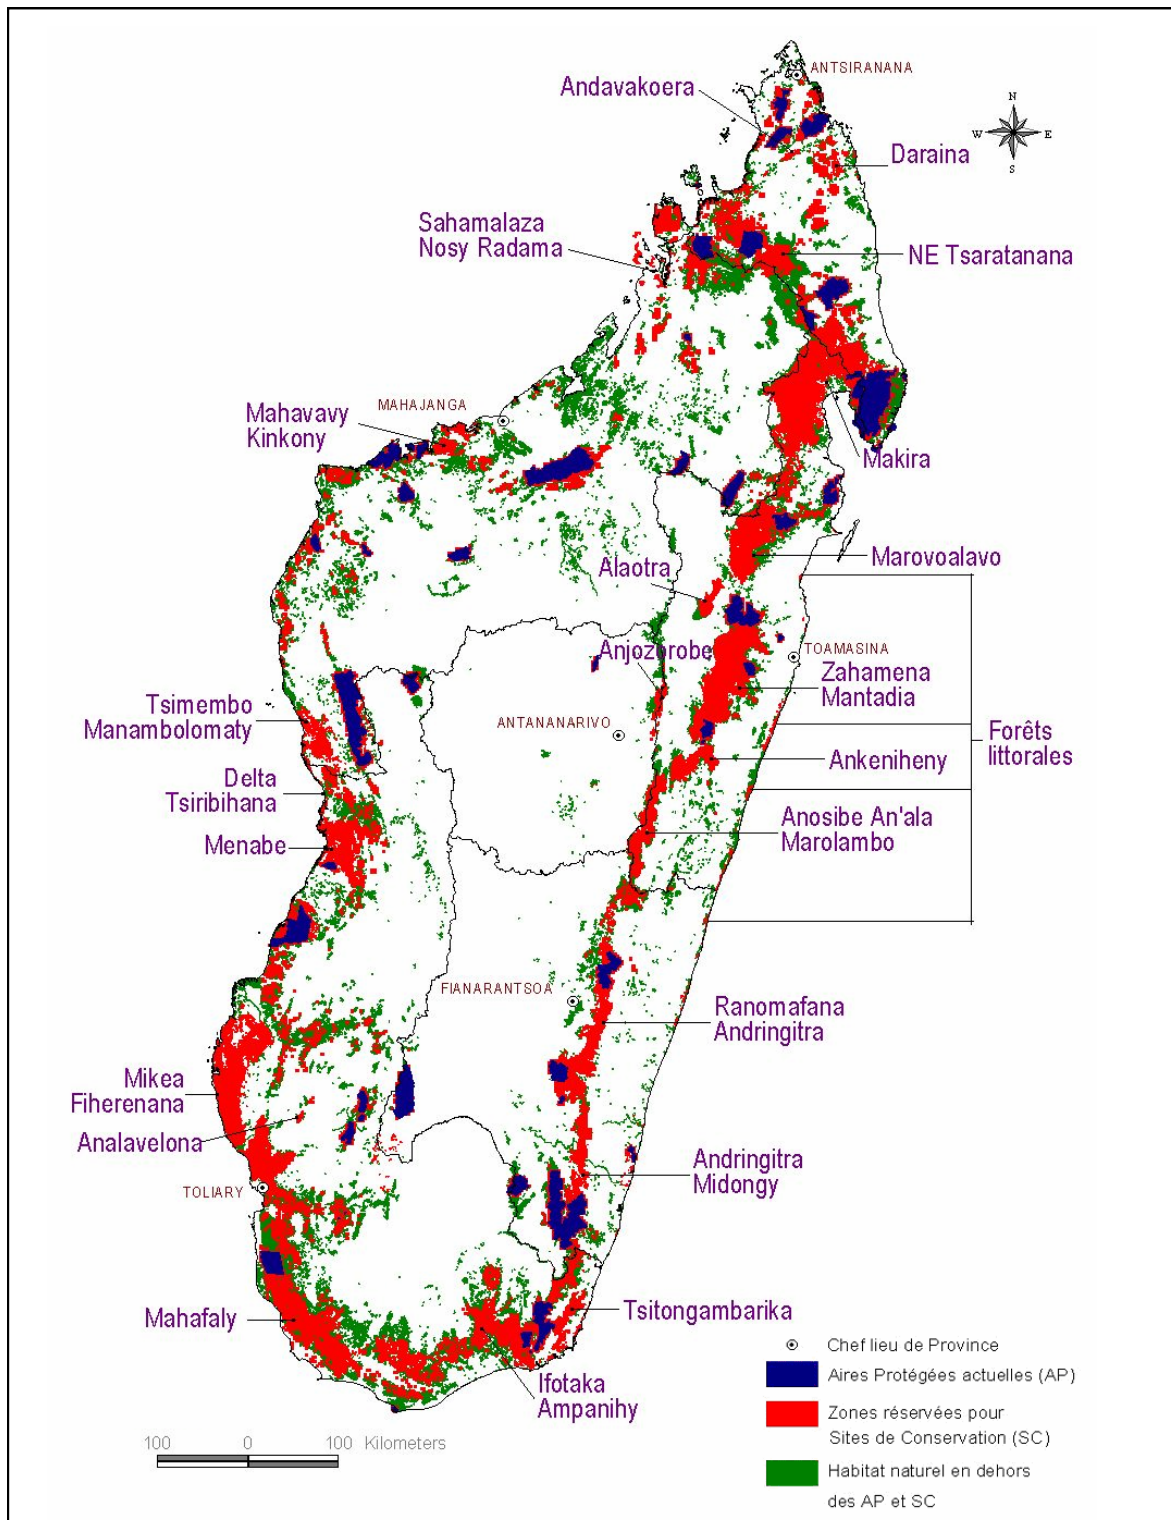 ANTSIRANANA
Andavakoera
N
W
E
S
Daraina
Sahamalaza
Nosy Radama
NE Tsaratanana
MAHAJANGA
Mahavavy
Kinkony
Makira
Marovoalavo
Alaotra
Anjozorobe
TOAMASINA
Zahamena
Mantadia
Tsimembo
Manambolomaty
ANTANANARIVO
Forêts
littorales
Ankeniheny
Delta
Tsiribihana
Anosibe An'ala
Marolambo
Menabe
FIANARANTSOA
Ranomafana
Andringitra
Mikea
Fiherenana
Analavelona
Andringitra
Midongy
TOLIARY
Mahafaly
Tsitongambarika
Ifotaka
Ampanihy
Chef lieu de Province
Aires Protégées actuelles (AP)
Zones réservées pour
Sites de Conservation (SC)
Habitat naturel en dehors
des AP et SC
100 0 100 Kilometers